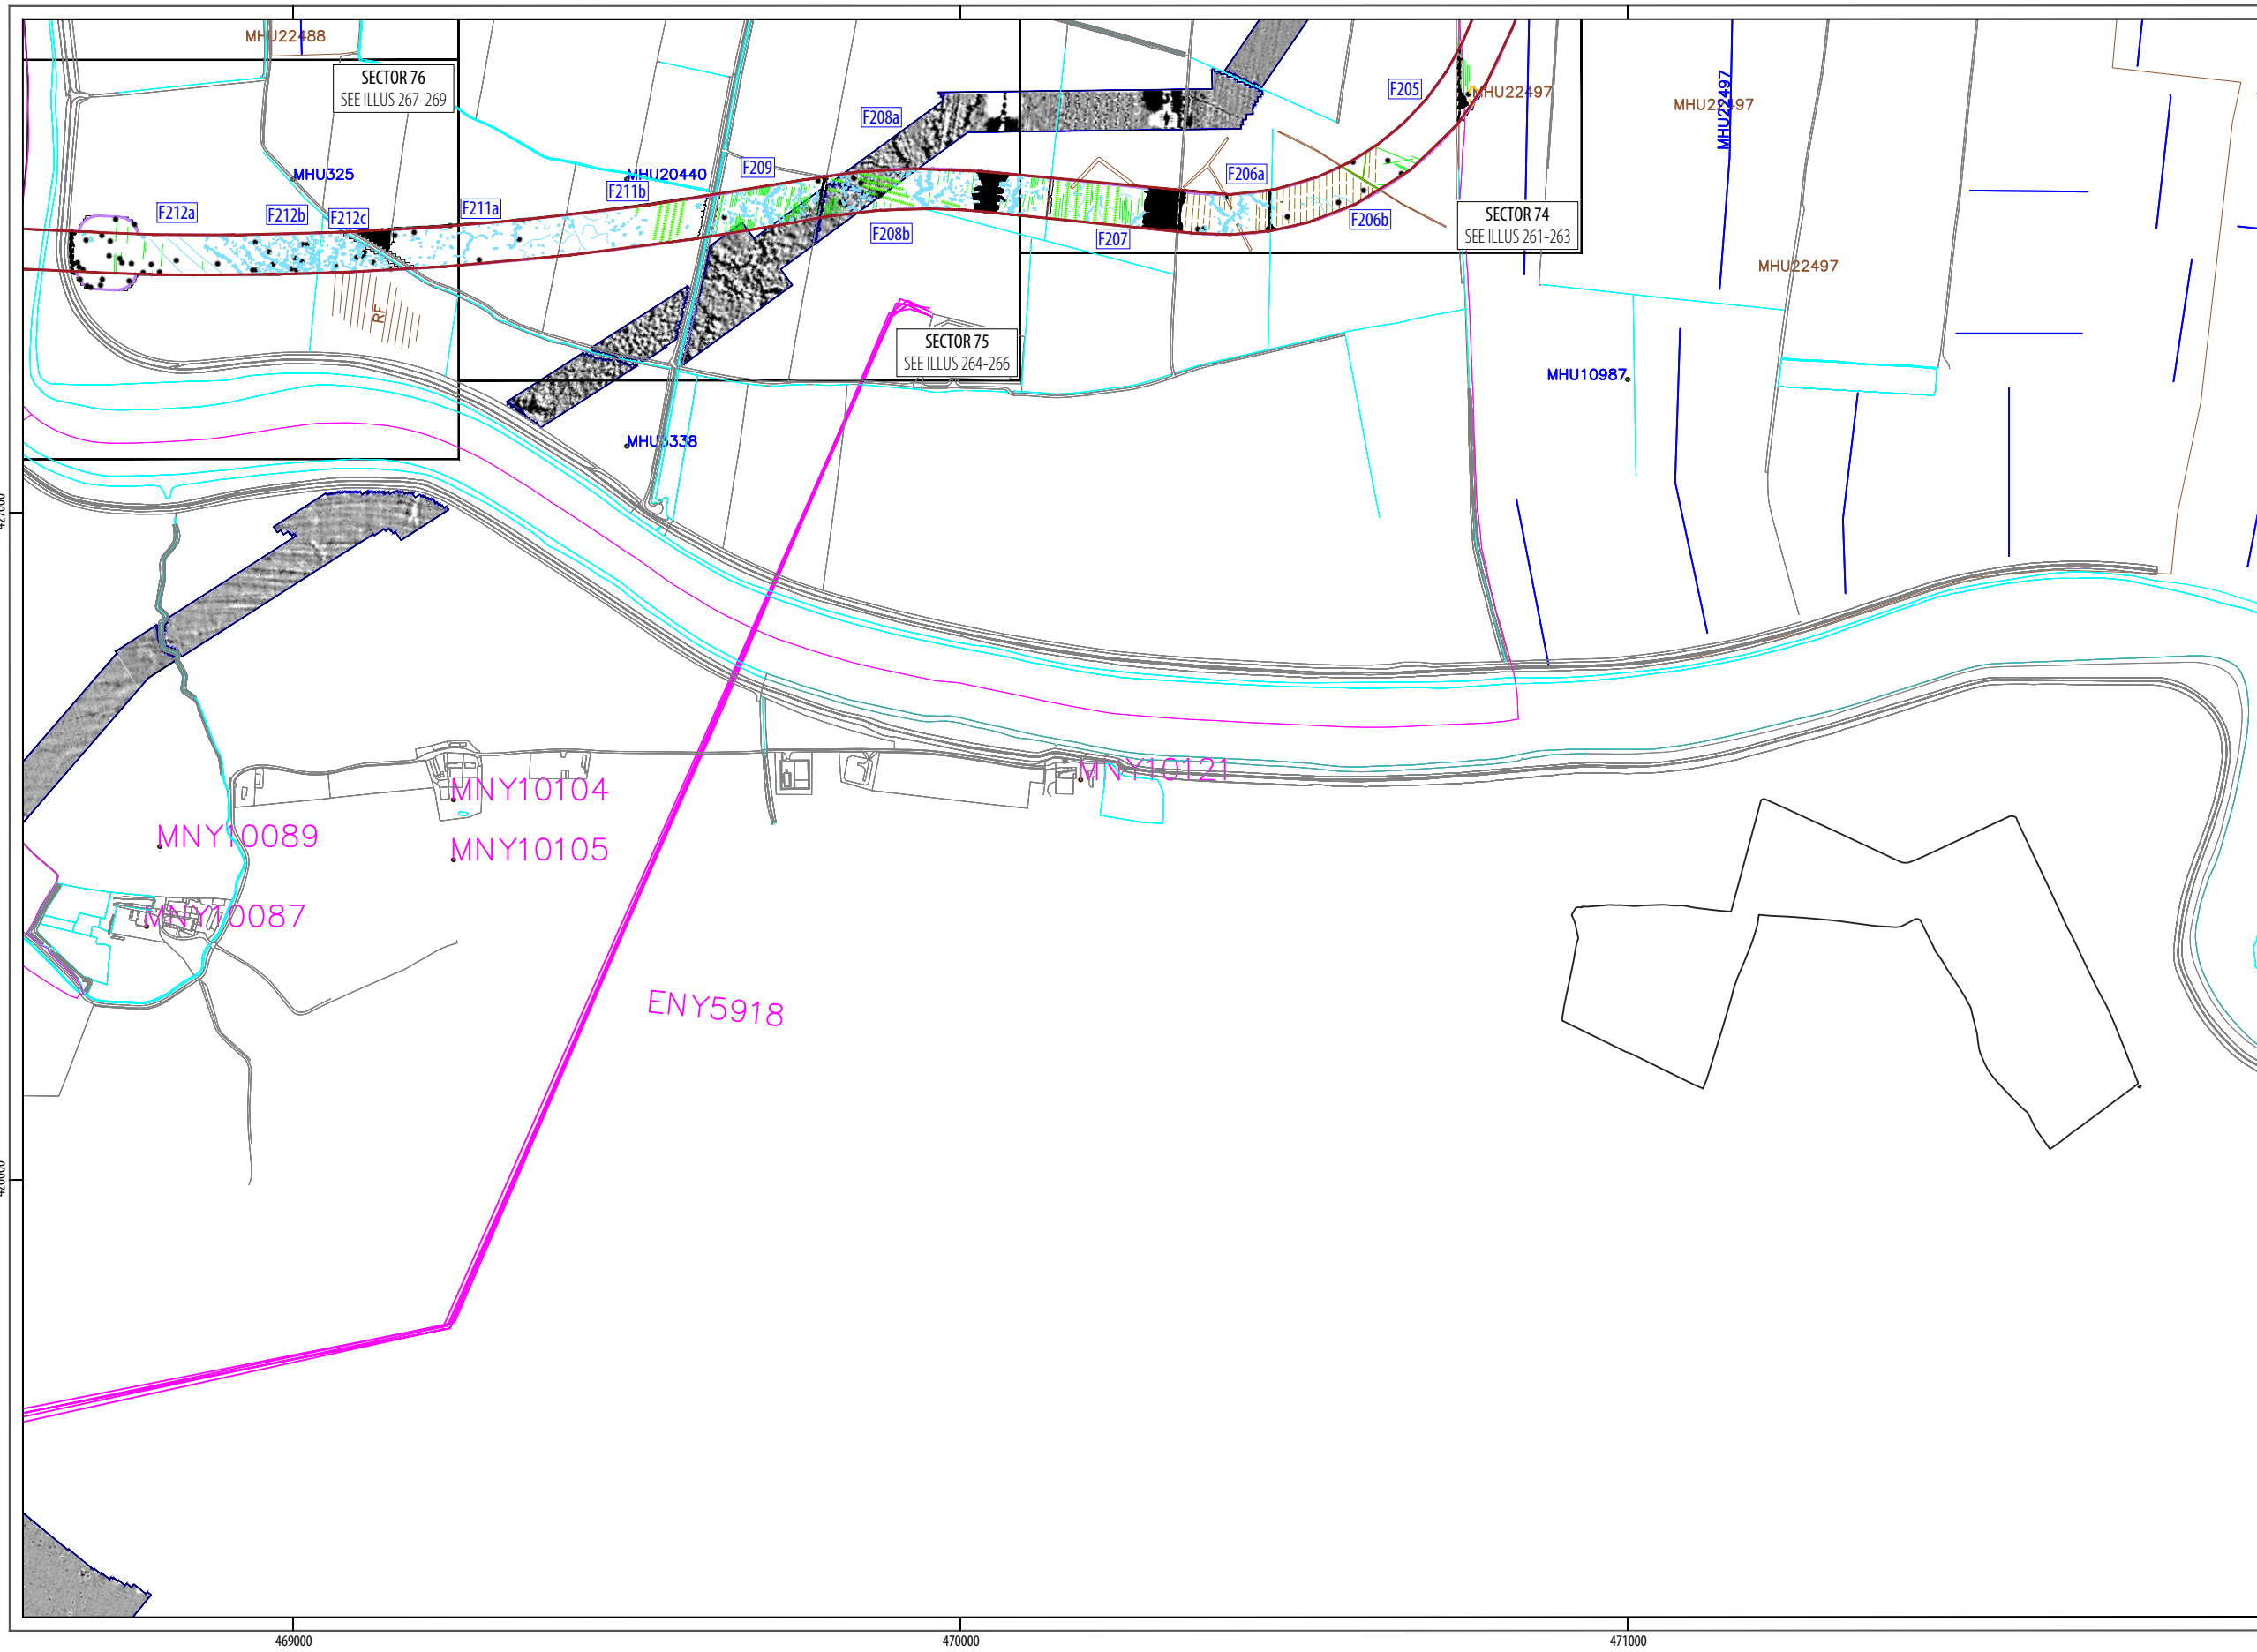 MHU22488
SECTOR 76
SEE ILLUS 267-269
F205
MHU22497
MHU22497
MHU22497
F208a
MHU325
F209
MHU20440
F211b
F206a
F212a
F212b
F212c
F211a
F208b
F207
F206b
SECTOR 74
SEE ILLUS 261-263
MHU22497
RF
SECTOR 75
SEE ILLUS 264-266
MHU10987
MHU3338
MNY10121
MNY10104
MNY10089
MNY10105
MNY10087
ENY5918
469000
470000
471000